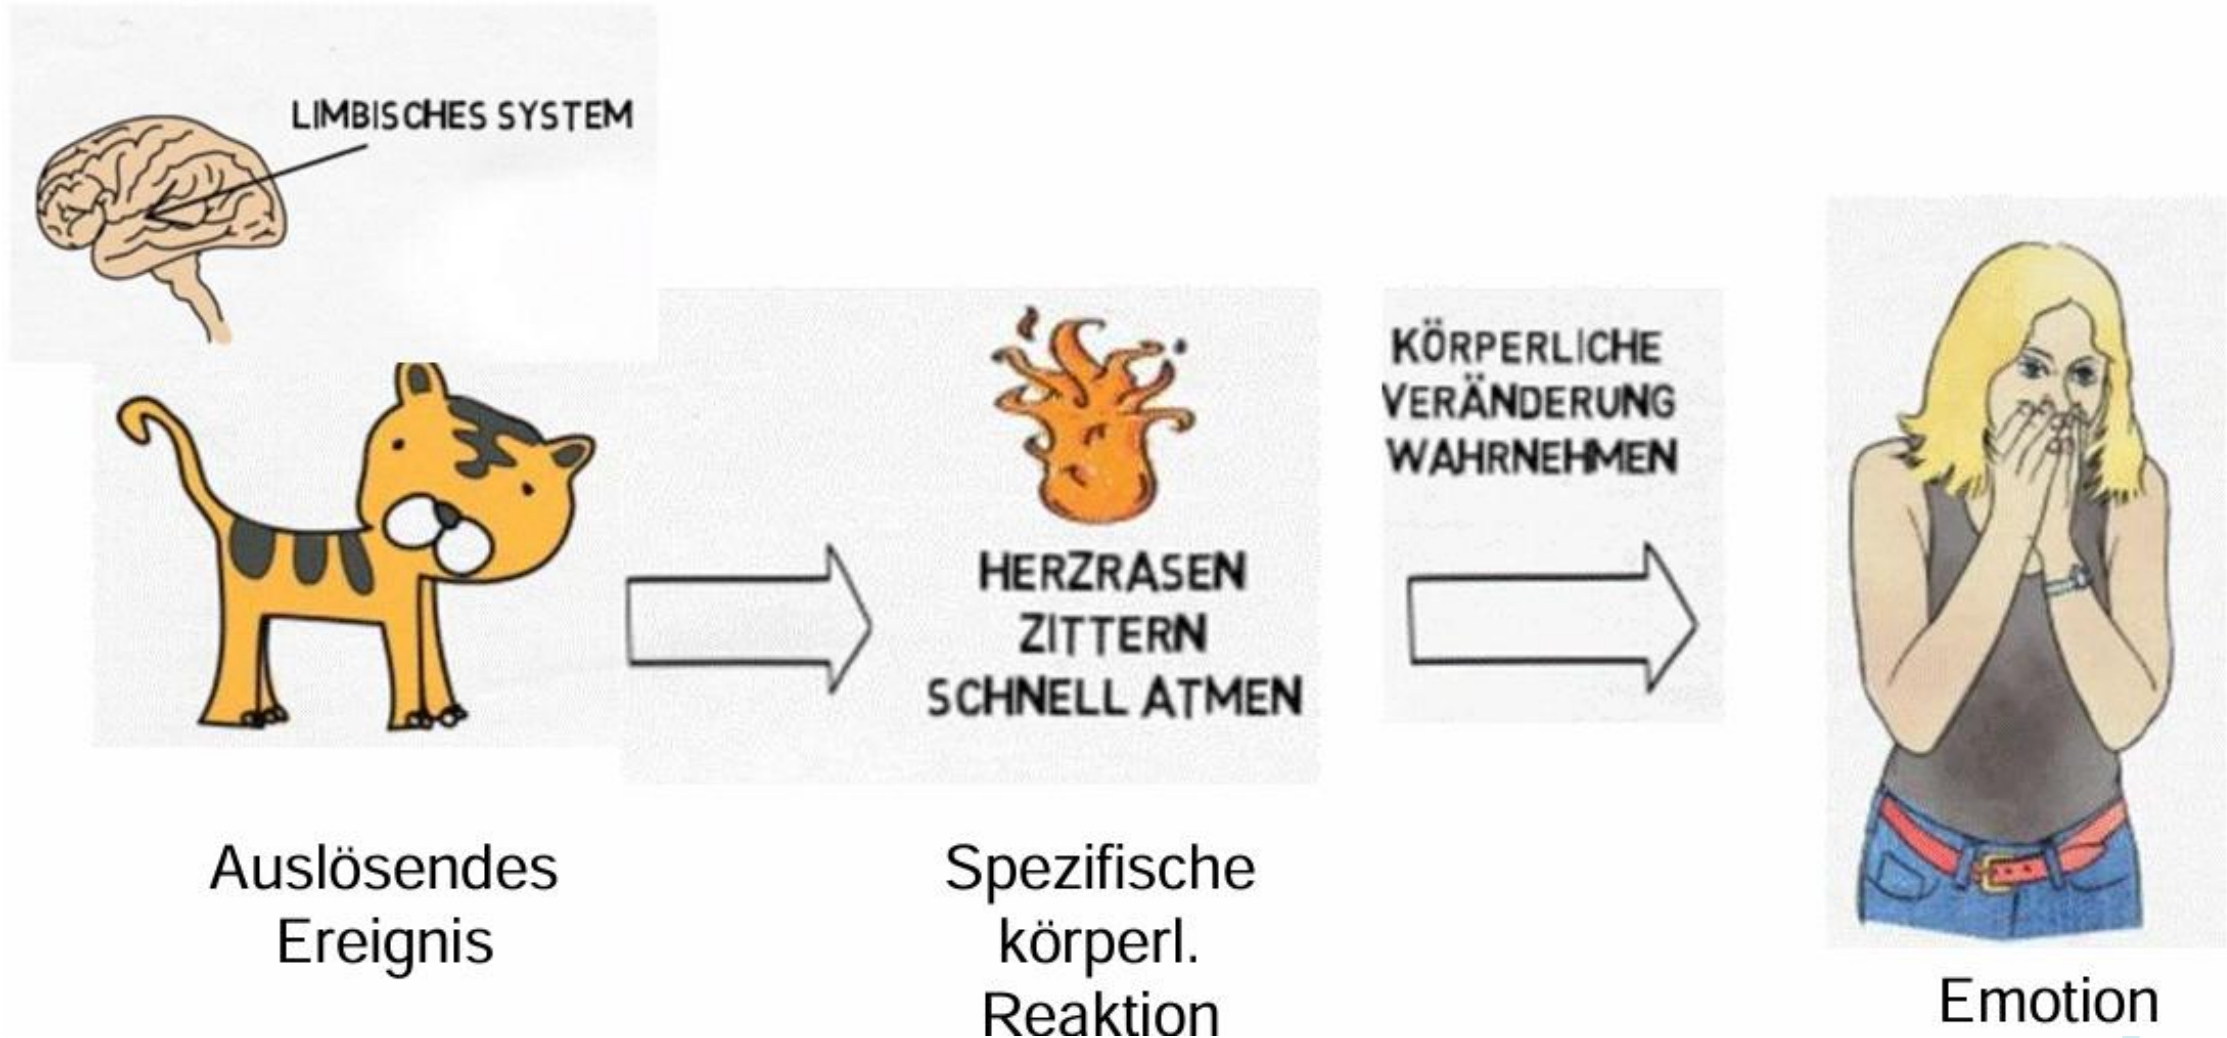 LIMBISCHES SYSTEM
HERZRASEN
ZITTERN
SCHNELL ATMEN
KÖRPERLICHE
VERÄNDERUNG
WAHRNEHMEN
Auslösendes
Ereignis
Spezifische
körperl.
Reaktion
Emotion